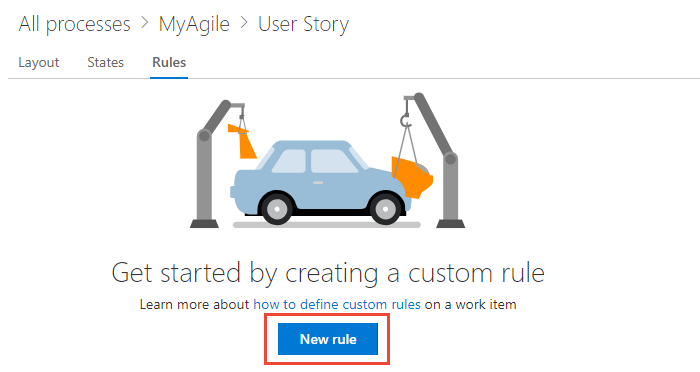 All processes > MyAgile > User Story
Layout States Rules
Get started by creating a custom rule
Learn more about how to define custom rules on a work item
New rule